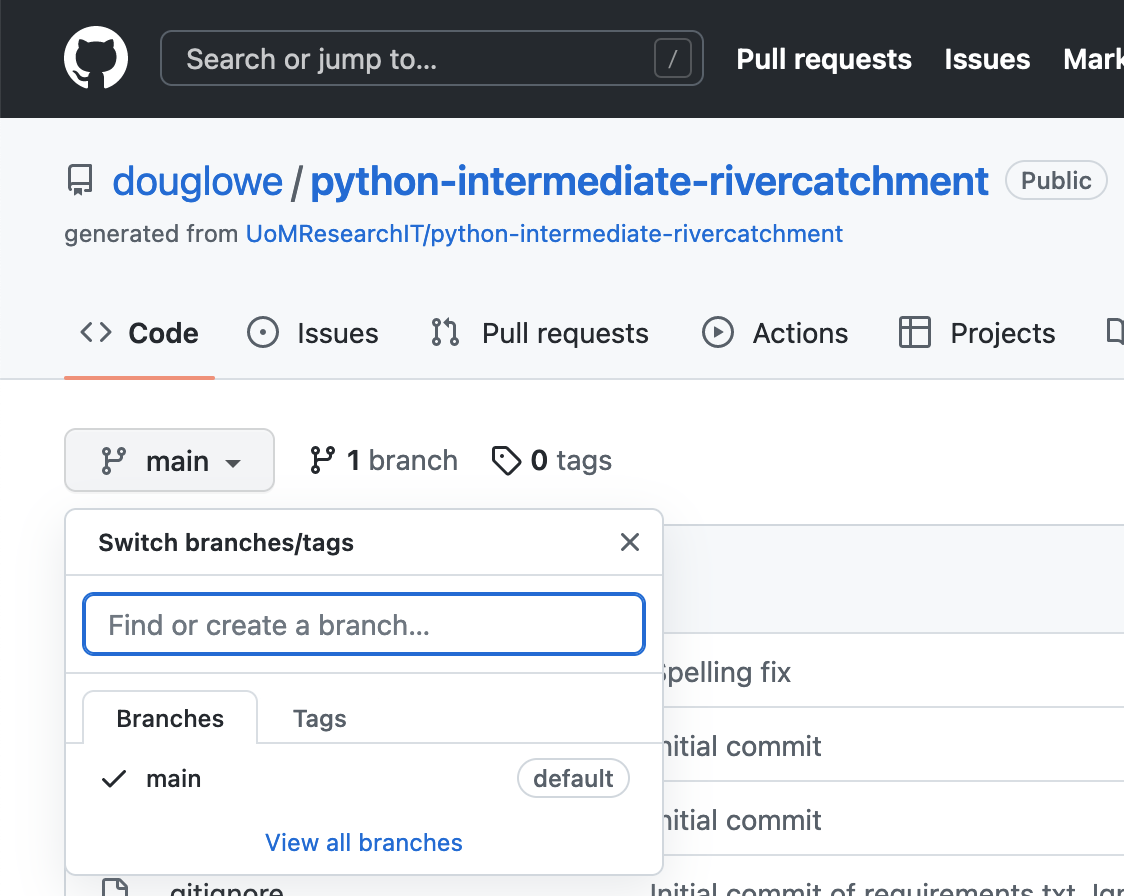 Search or jump to... / Pull requests Issues Mark
douglowe / python-intermediate-rivercatchment Public
generated from UoMResearchIT/python-intermediate-rivercatchment
Code Issues Pull requests Actions Projects
main 1 branch 0 tags
Switch branches/tags
Find or create a branch...
pelling fix
Branches Tags
nitial commit
main default
nitial commit
View all branches
gitignore Initial commit of requirements.txt,